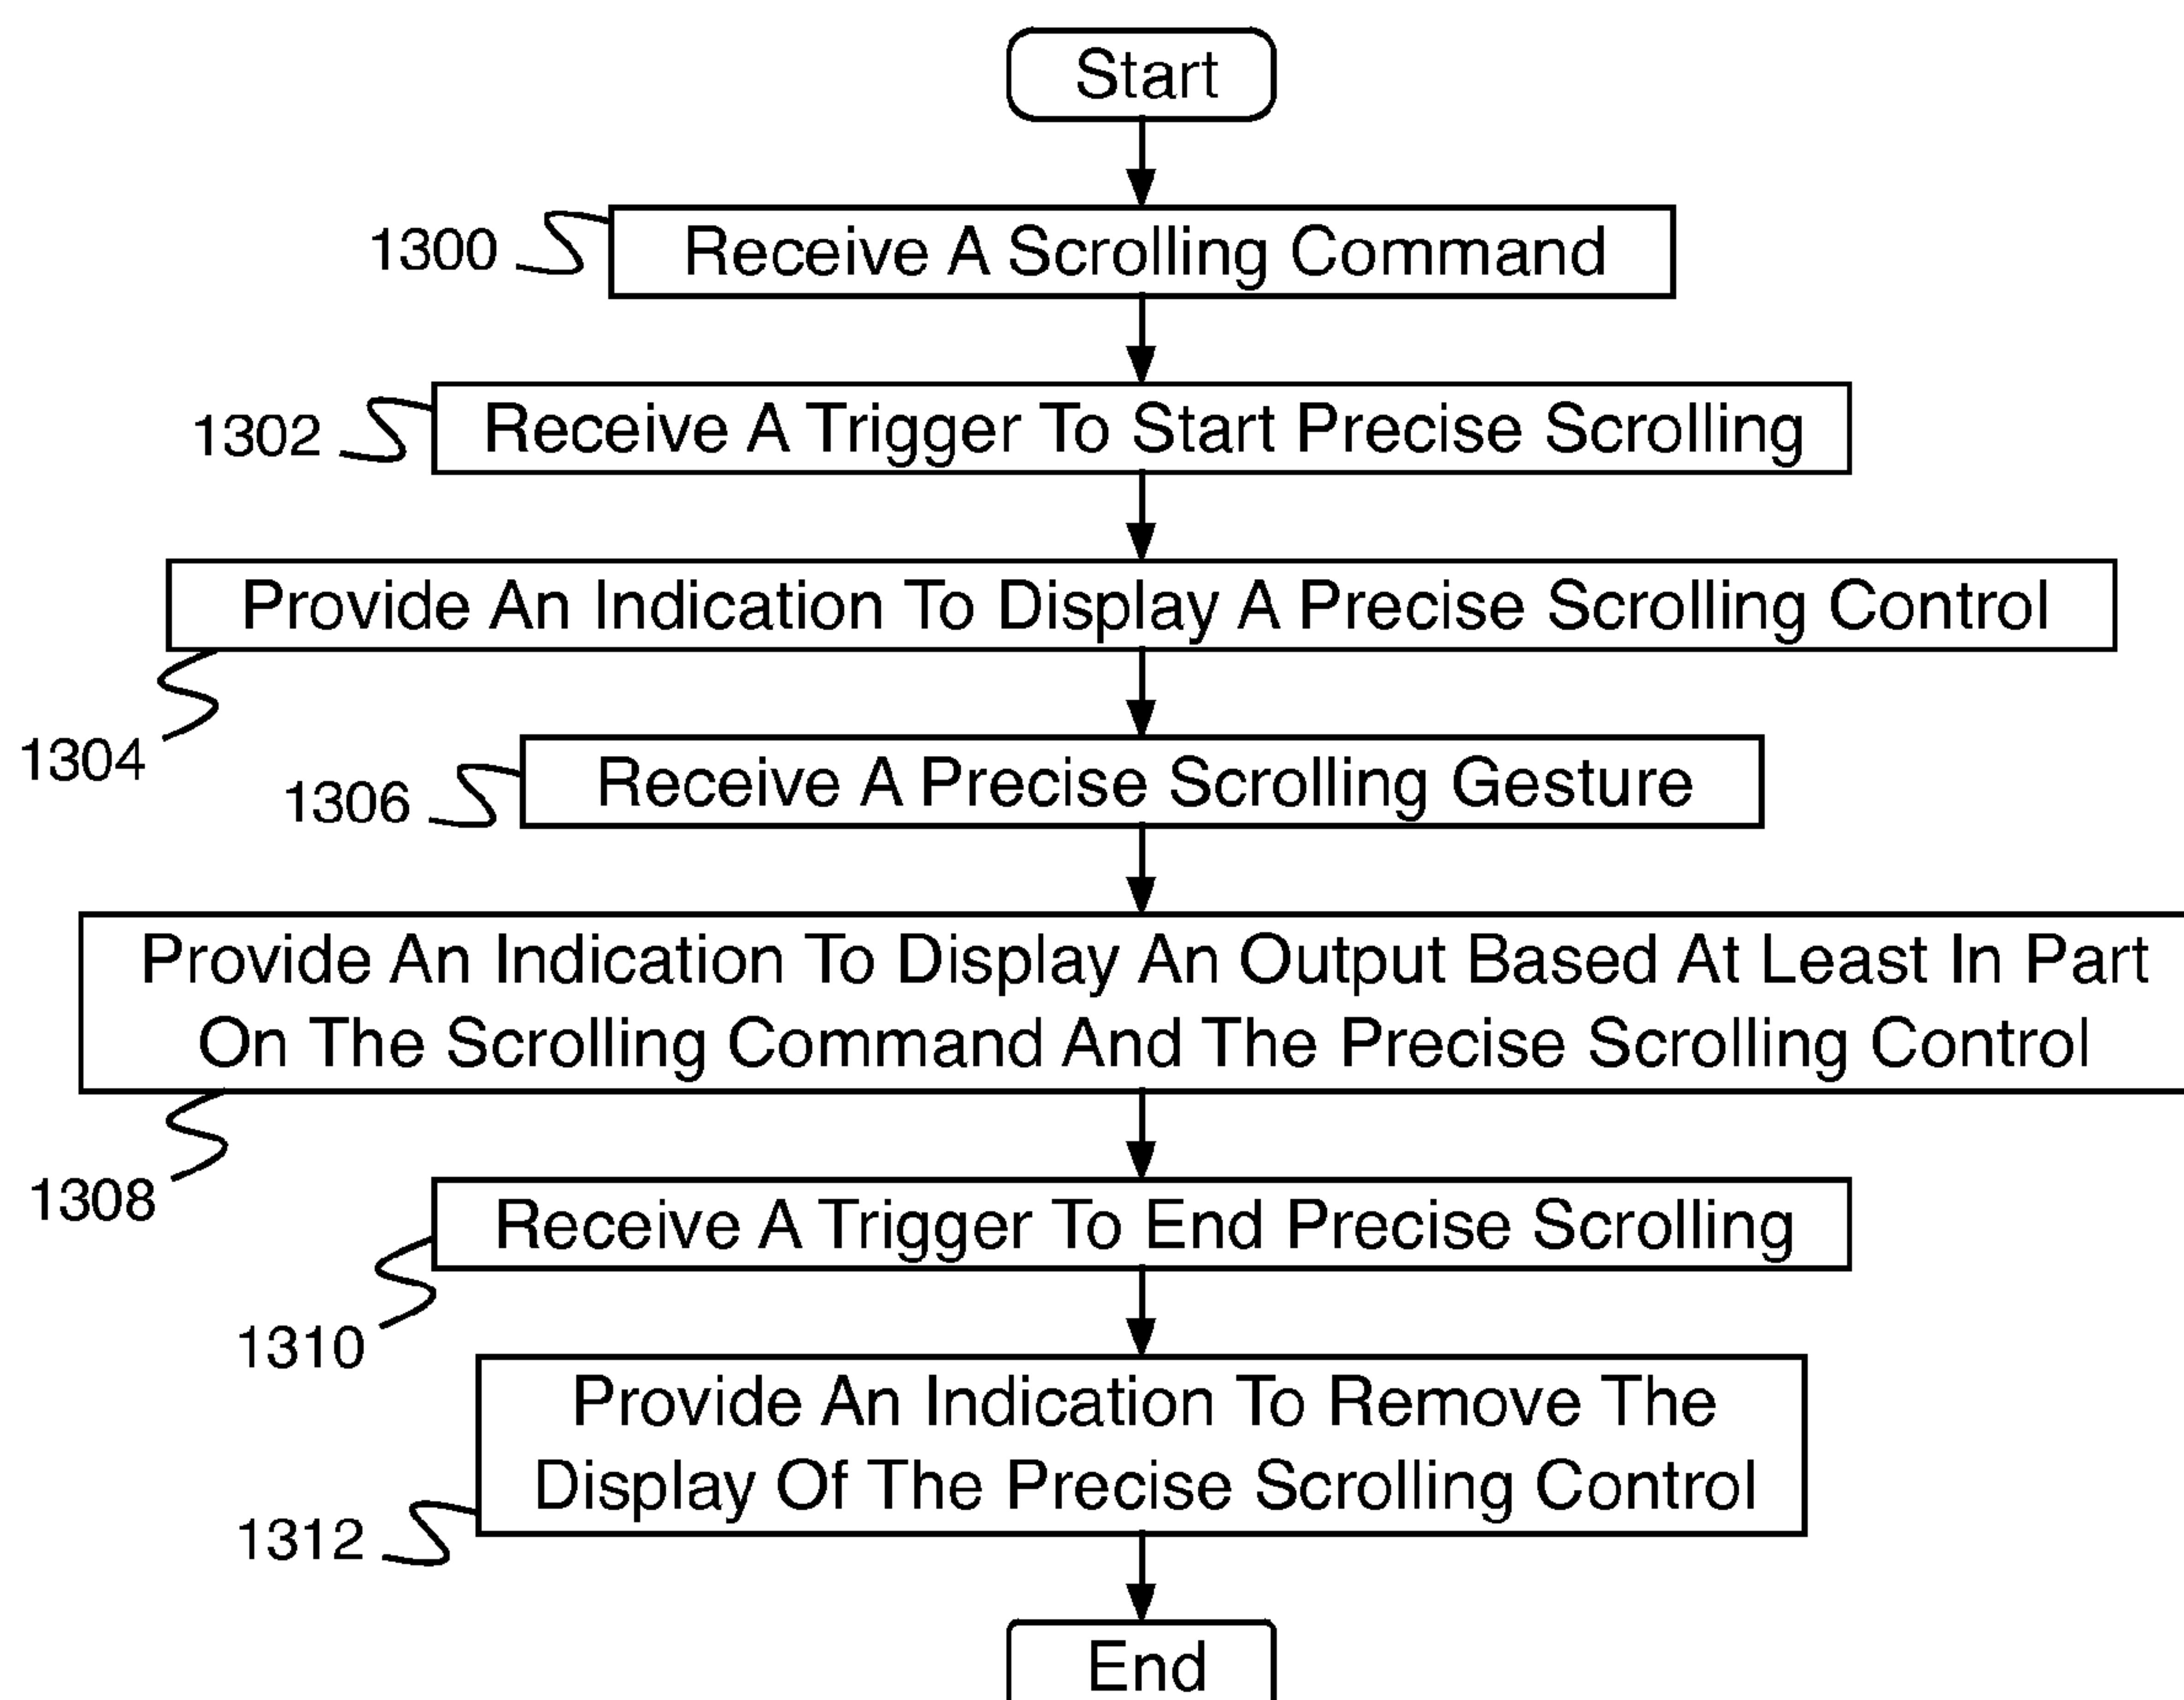 Start
1300
Receive A Scrolling Command
1302
Receive A Trigger To Start Precise Scrolling
Provide An Indication To Display A Precise Scrolling Control
1304
1306
Receive A Precise Scrolling Gesture
Provide An Indication To Display An Output Based At Least In Part
On The Scrolling Command And The Precise Scrolling Control
1308
Receive A Trigger To End Precise Scrolling
1310
Provide An Indication To Remove The
Display Of The Precise Scrolling Control
1312
End